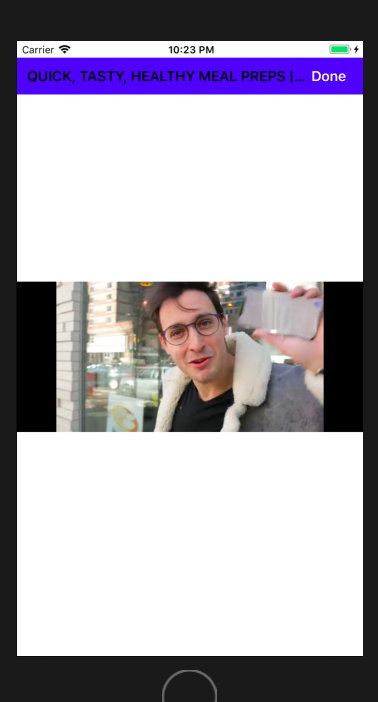 Carrier 10:23 PM
QUICK, TASTY, HEALTHY MEAL PREPS |... Done